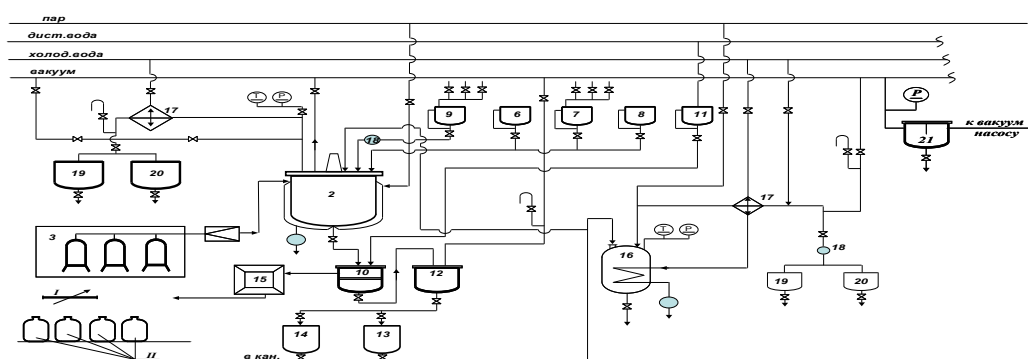 пар
дист.вода
холод.вода
вакуум
17
T P
P
9 6 7 8 11
к вакуум
насосу
21
18
19 20
2
17
3
T P
16
18
10 12
15
19 20
I
14 13
II
в кан.